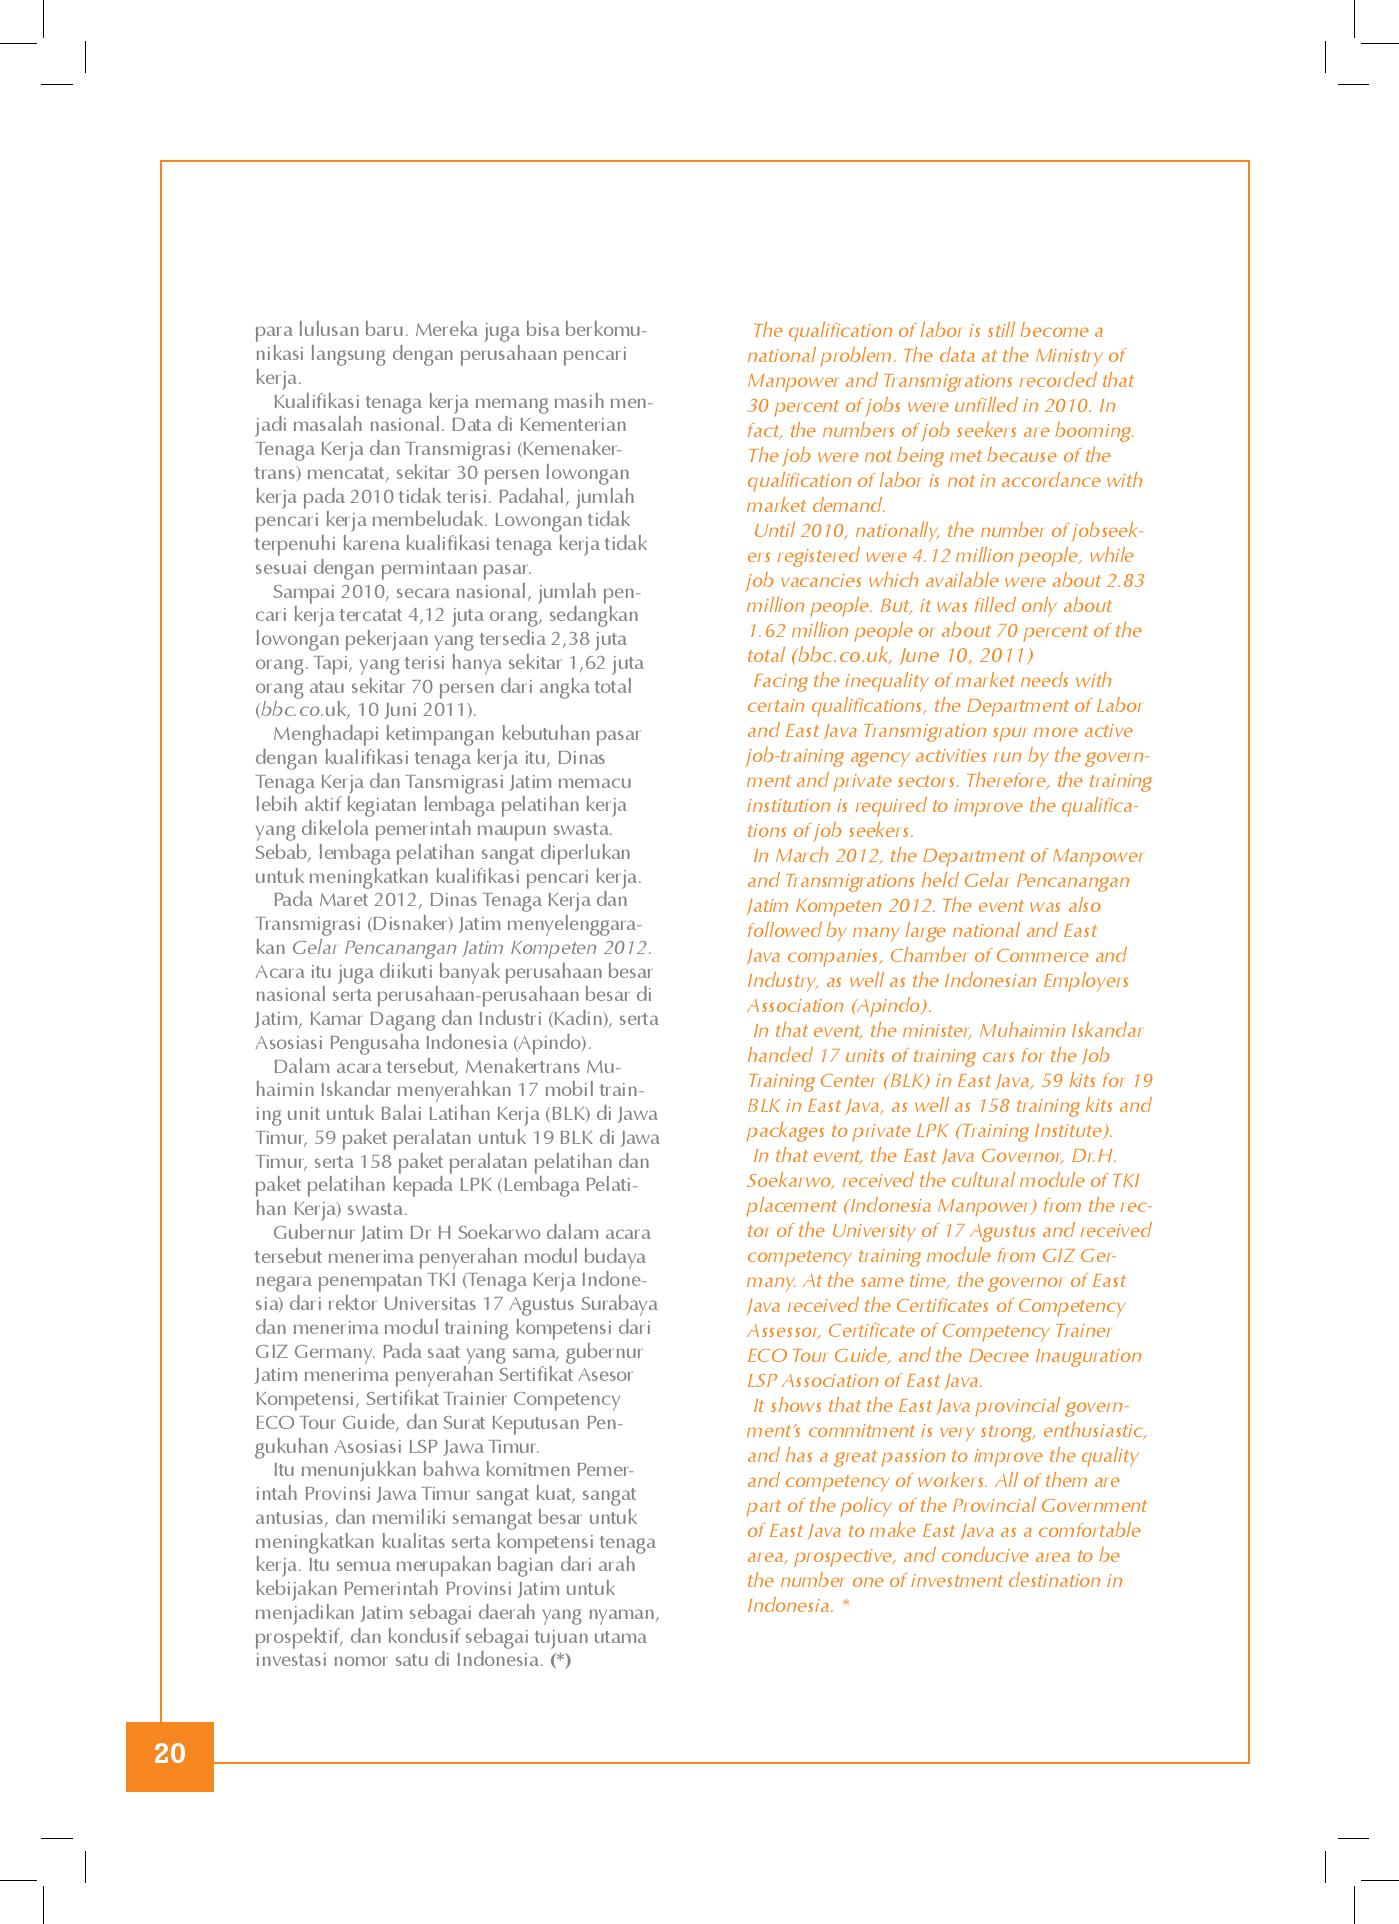 para lulusan baru. Mereka juga bisa berkomu-
nikasi langsung dengan perusahaan pencari
kerja.
Kualifikasi tenaga kerja memang masih men-
jadi masalah nasional. Data di Kementerian
Tenaga Kerja dan Transmigrasi (Kemenaker-
trans) mencatat, sekitar 30 persen lowongan
kerja pada 2010 tidak terisi. Padahal, jumlah
pencari kerja membeludak. Lowongan tidak
terpenuhi karena kualifikasi tenaga kerja tidak
sesuai dengan permintaan pasar.
Sampai 2010, secara nasional, jumlah pen-
cari kerja tercatat 4,12 juta orang, sedangkan
lowongan pekerjaan yang tersedia 2,38 juta
orang. Tapi, yang terisi hanya sekitar 1,62 juta
orang atau sekitar 70 persen dari angka total
(bbc.co.uk, 10 Juni 2011).
Menghadapi ketimpangan kebutuhan pasar
dengan kualifikasi tenaga kerja itu, Dinas
Tenaga Kerja dan Tansmigrasi Jatim memacu
lebih aktif kegiatan lembaga pelatihan kerja
yang dikelola pemerintah maupun swasta.
Sebab, lembaga pelatihan sangat diperlukan
untuk meningkatkan kualifikasi pencari kerja.
Pada Maret 2012, Dinas Tenaga Kerja dan
Transmigrasi (Disnaker) Jatim menyelenggara-
kan Gelar Pencanangan Jatim Kompeten 2012.
Acara itu juga diikuti banyak perusahaan besar
nasional serta perusahaan-perusahaan besar di
Jatim, Kamar Dagang dan Industri (Kadin), serta
Asosiasi Pengusaha Indonesia (Apindo).
Dalam acara tersebut, Menakertrans Mu-
haimin Iskandar menyerahkan 17 mobil train-
ing unit untuk Balai Latihan Kerja (BLK) di Jawa
Timur, 59 paket peralatan untuk 19 BLK di Jawa
Timur, serta 158 paket peralatan pelatihan dan
paket pelatihan kepada LPK (Lembaga Pelati-
han Kerja) swasta.
Gubernur Jatim Dr H Soekarwo dalam acara
tersebut menerima penyerahan modul budaya
negara penempatan TKI (Tenaga Kerja Indone-
sia) dari rektor Universitas 17 Agustus Surabaya
dan menerima modul training kompetensi dari
GIZ Germany. Pada saat yang sama, gubernur
Jatim menerima penyerahan Sertifikat Asesor
Kompetensi, Sertifikat Trainier Competency
ECO Tour Guide, dan Surat Keputusan Pen-
gukuhan Asosiasi LSP Jawa Timur.
Itu menunjukkan bahwa komitmen Pemer-
intah Provinsi Jawa Timur sangat kuat, sangat
antusias, dan memiliki semangat besar untuk
meningkatkan kualitas serta kompetensi tenaga
kerja. Itu semua merupakan bagian dari arah
kebijakan Pemerintah Provinsi Jatim untuk
menjadikan Jatim sebagai daerah yang nyaman,
prospektif, dan kondusif sebagai tujuan utama
investasi nomor satu di Indonesia. (*)
The qualification of labor is still become a
national problem. The data at the Ministry of
Manpower and Transmigrations recorded that
30 percent of jobs were unfilled in 2010. In
fact, the numbers of job seekers are booming.
The job were not being met because of the
qualification of labor is not in accordance with
market demand.
Until 2010, nationally, the number of jobseek-
ers registered were 4.12 million people, while
job vacancies which available were about 2.83
million people. But, it was filled only about
1.62 million people or about 70 percent of the
total (bbc.co.uk, June 10, 2011)
Facing the inequality of market needs with
certain qualifications, the Department of Labor
and East Java Transmigration spur more active
job-training agency activities run by the govern-
ment and private sectors. Therefore, the training
institution is required to improve the qualifica-
tions of job seekers.
In March 2012, the Department of Manpower
and Transmigrations held Gelar Pencanangan
Jatim Kompeten 2012. The event was also
followed by many large national and East
Java companies, Chamber of Commerce and
Industry, as well as the Indonesian Employers
Association (Apindo).
In that event, the minister, Muhaimin Iskandar
handed 17 units of training cars for the Job
Training Center (BLK) in East Java, 59 kits for 19
BLK in East Java, as well as 158 training kits and
packages to private LPK (Training Institute).
In that event, the East Java Governor, Dr.H.
Soekarwo, received the cultural module of TKI
placement (Indonesia Manpower) from the rec-
tor of the University of 17 Agustus and received
competency training module from GIZ Ger-
many. At the same time, the governor of East
Java received the Certificates of Competency
Assessor, Certificate of Competency Trainer
ECO Tour Guide, and the Decree Inauguration
LSP Association of East Java.
It shows that the East Java provincial govern-
ment's commitment is very strong, enthusiastic,
and has a great passion to improve the quality
and competency of workers. All of them are
part of the policy of the Provincial Government
of East Java to make East Java as a comfortable
area, prospective, and conducive area to be
the number one of investment destination in
Indonesia. *
20